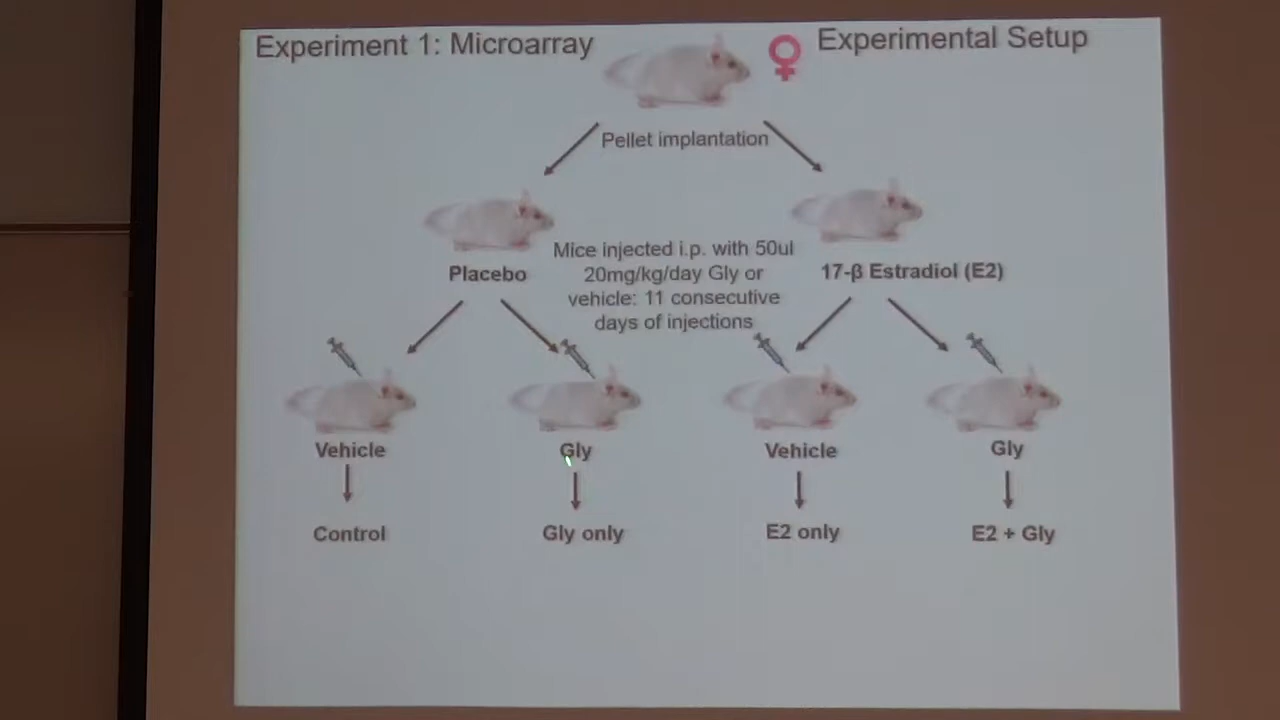 Experiment 1: Microarray
Experimental Setup
Pellet implantation
Placebo
Mice injected i.p. with 50ul
20mg/kg/day Gly or
vehicle: 11 consecutive
days of injections
17-β Estradiol (E2)
Vehicle
Gly
Vehicle
Gly
Control
Gly only
E2 only
E2 + Gly